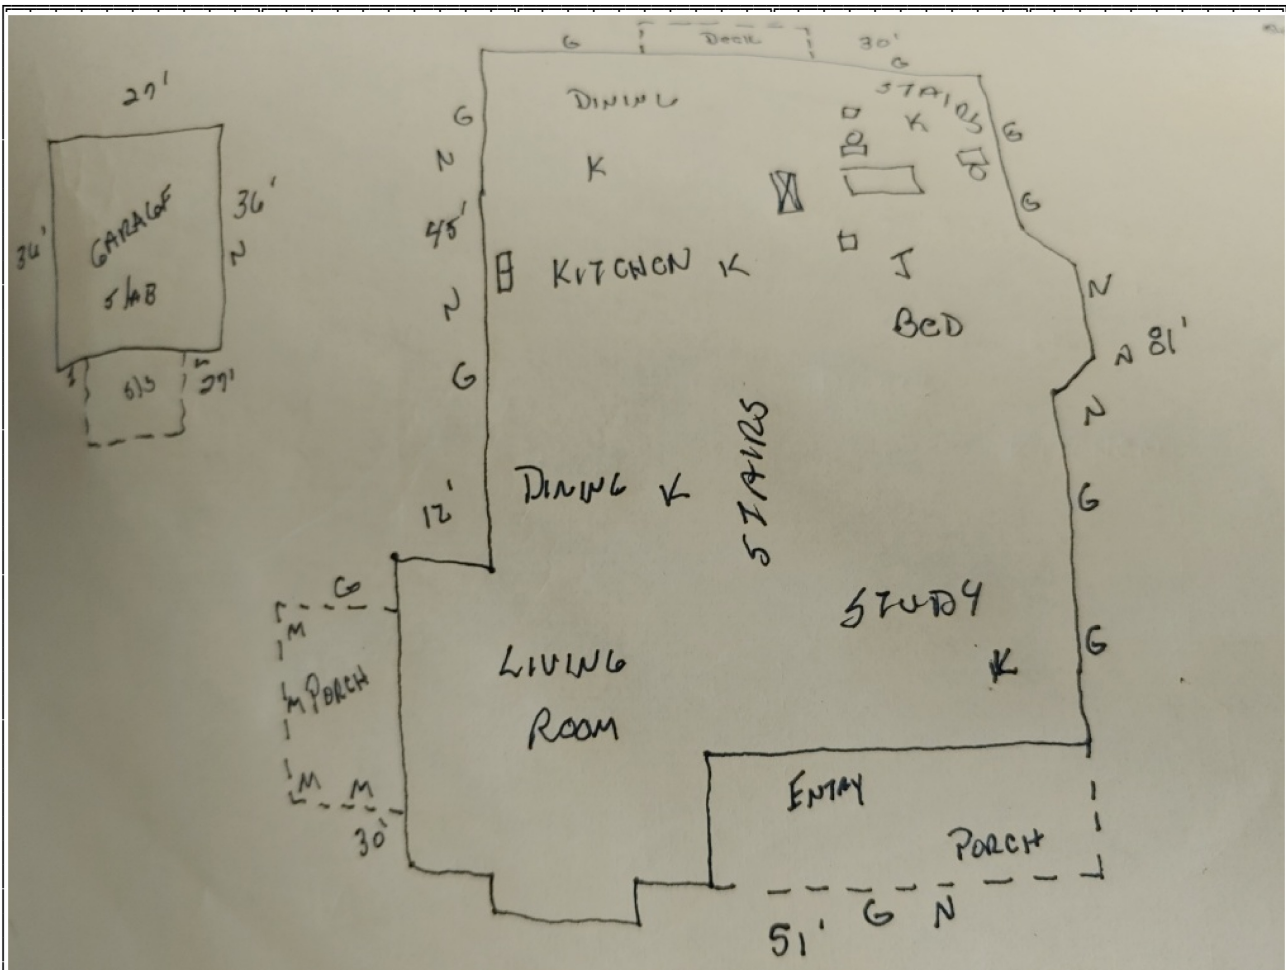 G
Deck
30'
G
27'
DINING
STAIRS
K
G
G
N
K
36'
GARAGE
N
34'
SLAB
45'
G
KITCHEN K
J
N
N
BED
N 81'
G
N
27'
STAIRS
G
DINING K
12'
G
STUDY
K
G
M
LIVING
ROOM
M PORCH
M M
30'
ENTRY
PORCH
51' G N